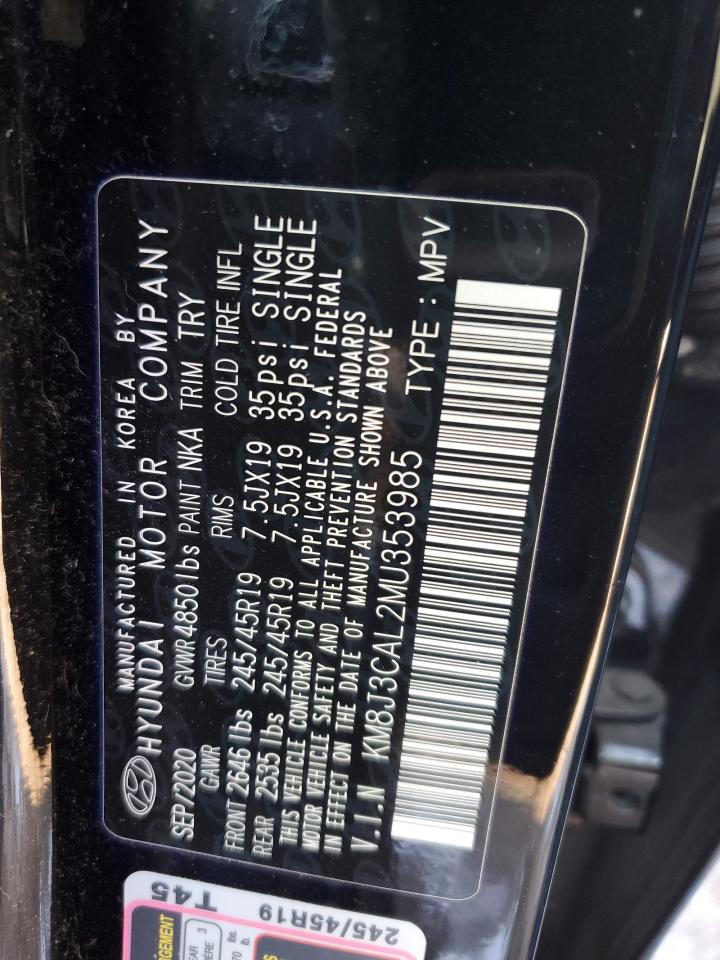 MANUFACTURED IN KOREA BY
HYUNDAI MOTOR COMPANY
SEP/2020 GVWR 4850 lbs PAINT NKA TRIM TRY
GAWR TIRES RIMS COLD TIRE INFL
FRONT 2646 lbs 245/45R19 7.5JX19 35psi SINGLE
REAR 2535 lbs 245/45R19 7.5JX19 35psi SINGLE
THIS VEHICLE CONFORMS TO ALL APPLICABLE U.S.A. FEDERAL
MOTOR VEHICLE SAFETY AND THEFT PREVENTION STANDARDS
IN EFFECT ON THE DATE OF MANUFACTURE SHOWN ABOVE
V.I.N KM8J3CAL2MU353985 TYPE : MPV
T45
245/45R19